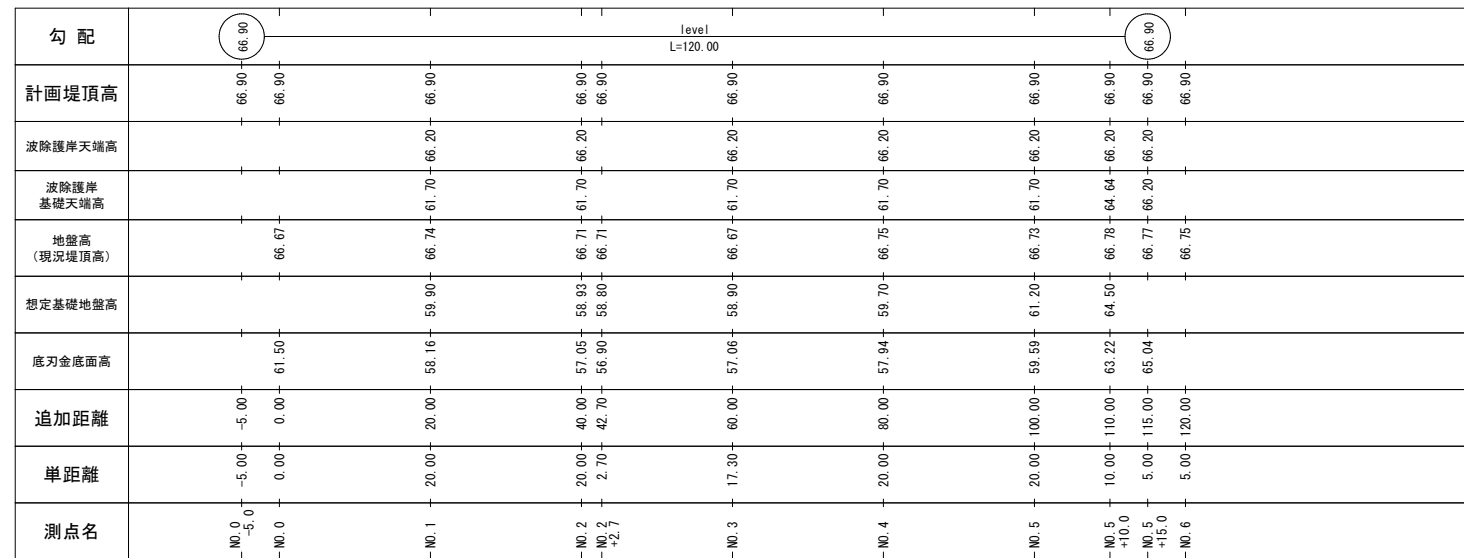 勾 配
66.90
level
L=120.00
66.90
計画堤頂高
66.90 66.90 66.90 66.90 66.90 66.90 66.90 66.90 66.90 66.90 66.90
波除護岸天端高
66.20 66.20 66.20 66.20 66.20 66.20 66.20
波除護岸
基礎天端高
61.70 61.70 61.70 61.70 61.70 64.64 66.20
地盤高
（現況堤頂高）
66.67 66.74 66.71 66.71 66.67 66.75 66.73 66.78 66.77 66.75
想定基礎地盤高
59.90 58.93 58.80 58.90 59.70 61.20 64.50
底刃金底面高
61.50 58.16 57.05 56.90 57.06 57.94 59.59 63.22 65.04
追加距離
-5.00 0.00 20.00 40.00 42.70 60.00 80.00 100.00 110.00 115.00 120.00
単距離
-5.00 0.00 20.00 20.00 2.70 17.30 20.00 20.00 10.00 5.00 5.00
測点名
NO.0
-5.0
NO.0
NO.1
NO.2
NO.2
+2.7
NO.3
NO.4
NO.5
NO.5
+10.0
NO.5
+15.0
NO.6